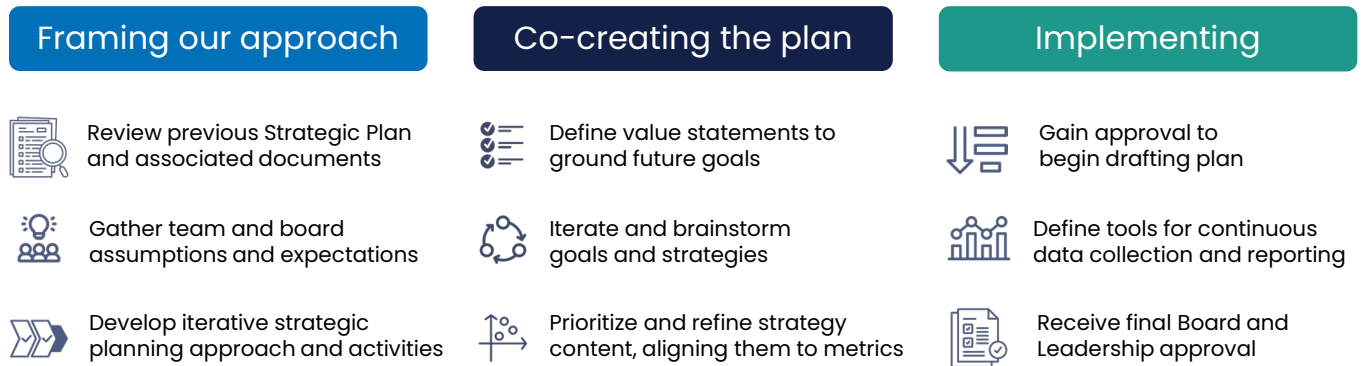 Framing our approach
Review previous Strategic Plan
and associated documents
Gather team and board
assumptions and expectations
Develop iterative strategic
planning approach and activities
Co-creating the plan
Define value statements to
ground future goals
Iterate and brainstorm
goals and strategies
Prioritize and refine strategy
content, aligning them to metrics
Implementing
Gain approval to
begin drafting plan
Define tools for continuous
data collection and reporting
Receive final Board and
Leadership approval